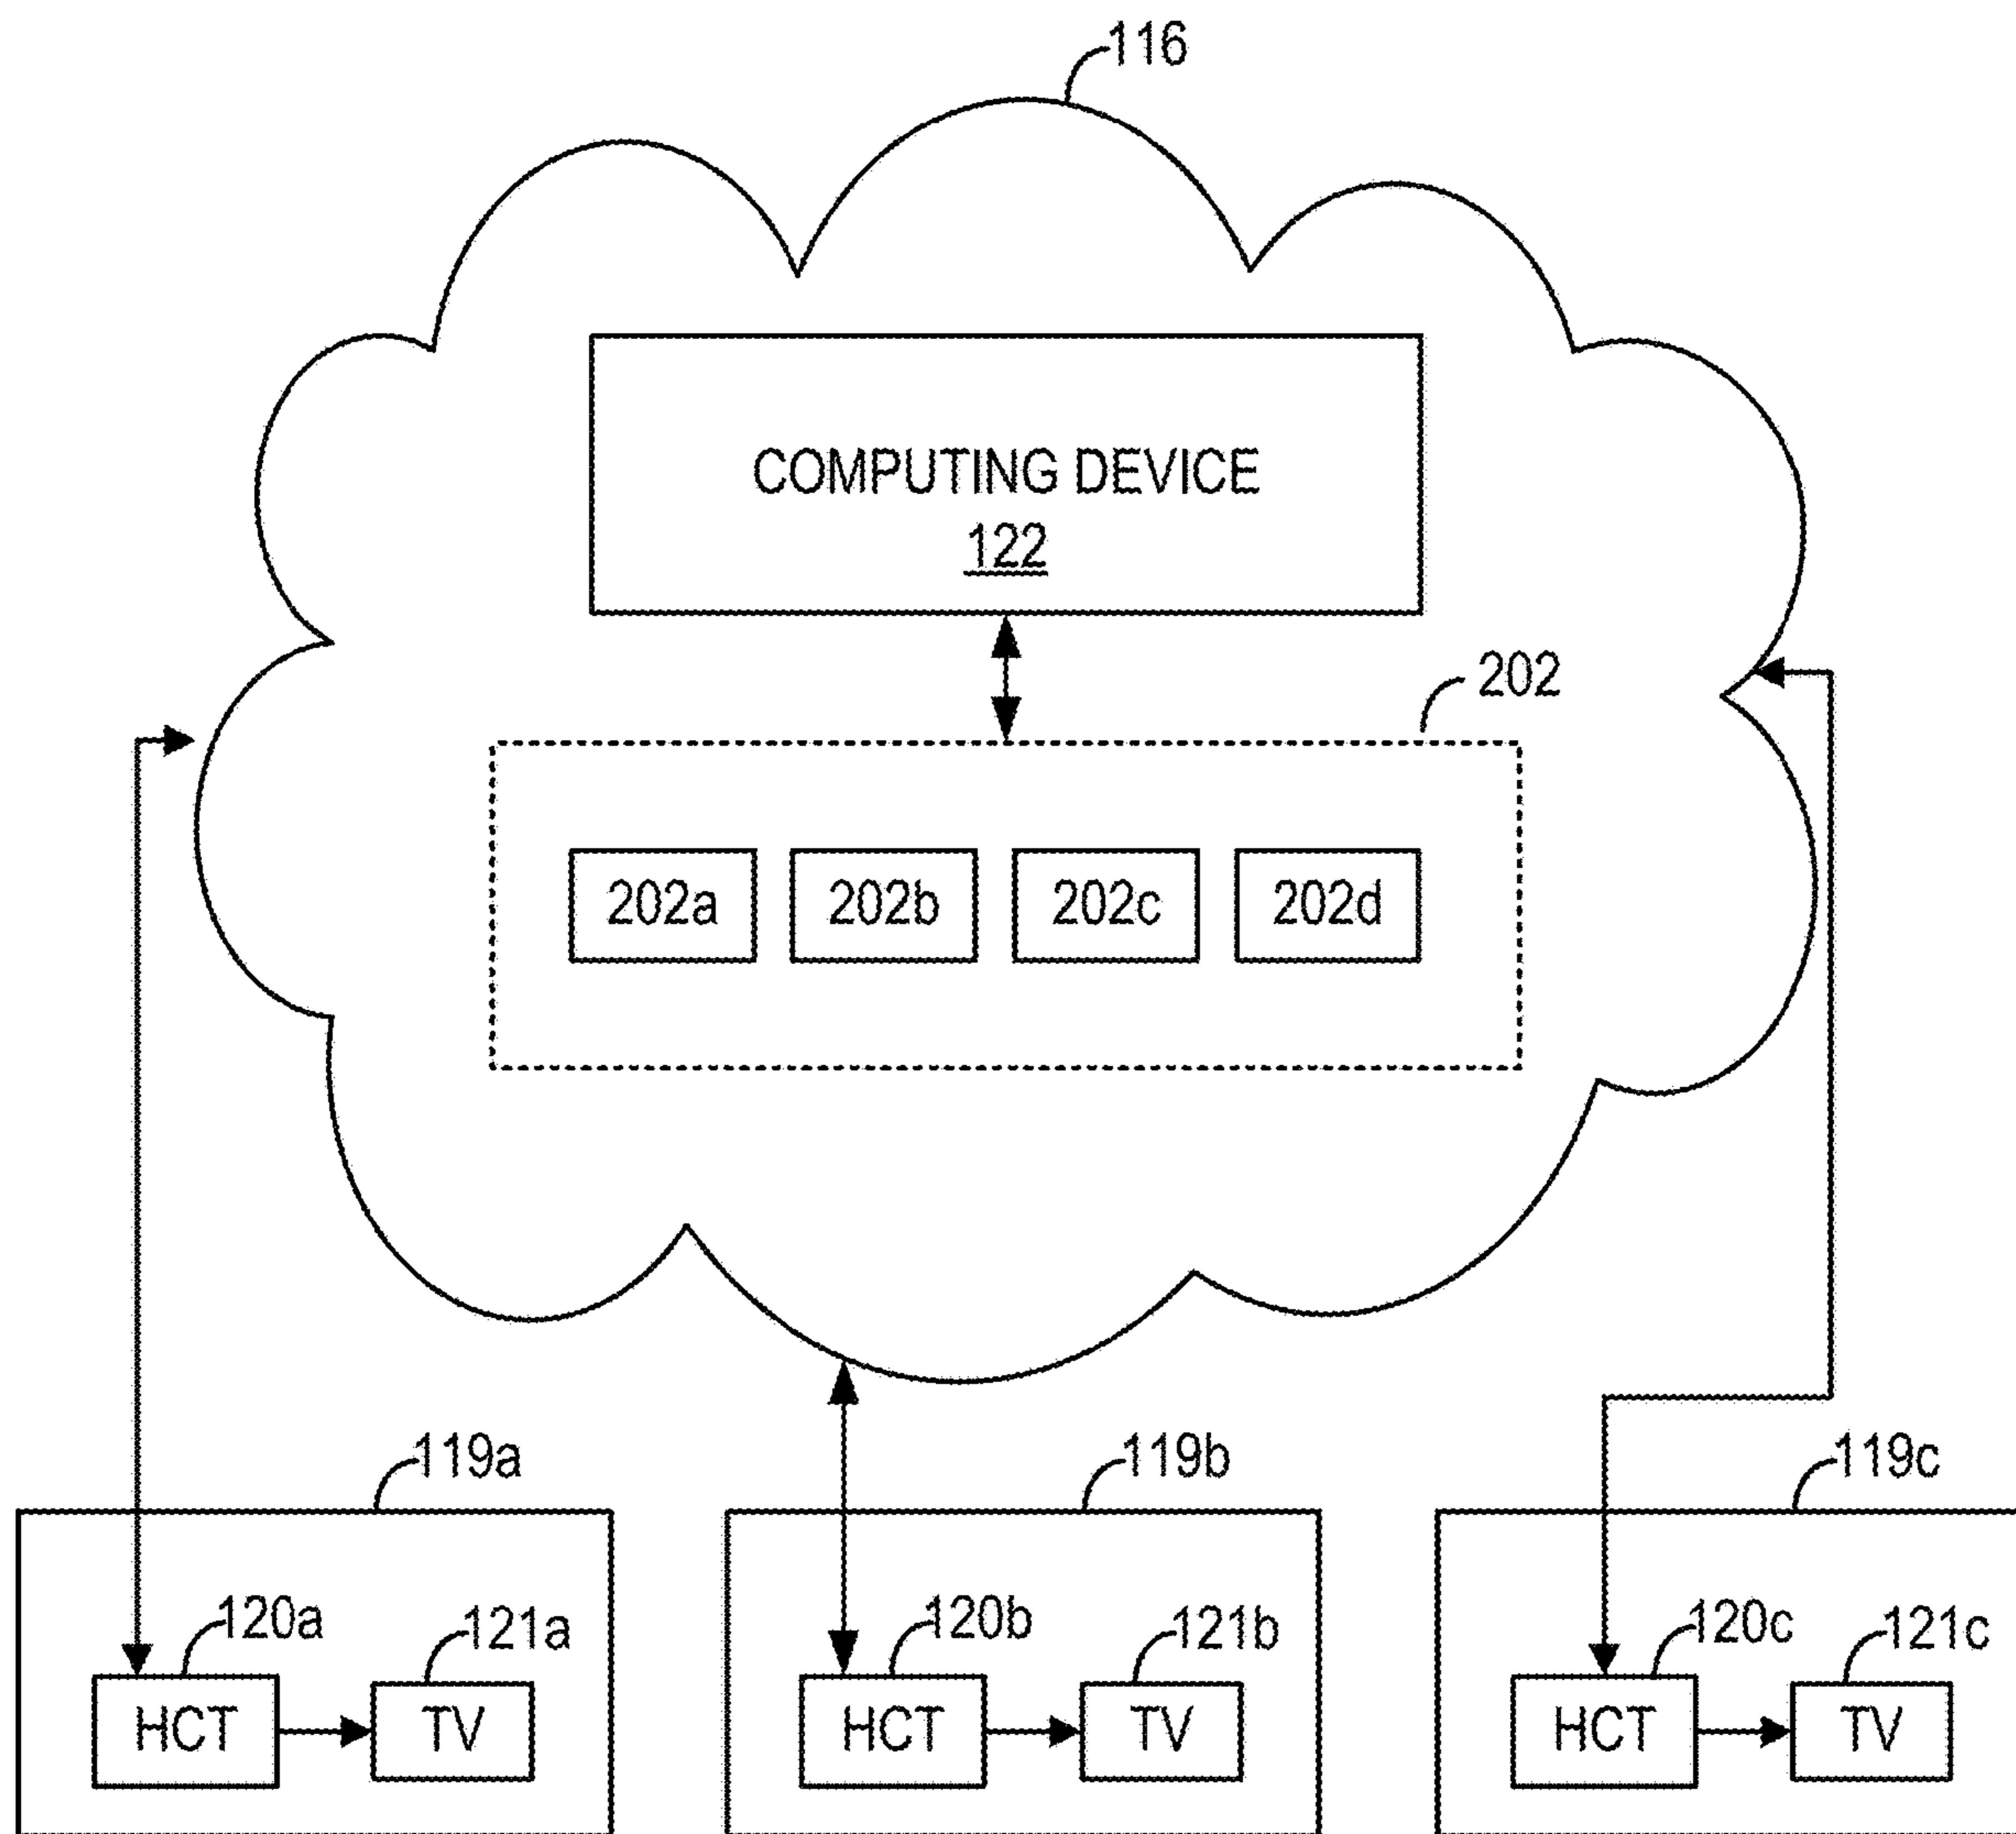 116
COMPUTING DEVICE
122
202
202a 202b 202c 202d
119a 119b 119c
120a 121a 120b 121b 120c 121c
HCT TV HCT TV HCT TV